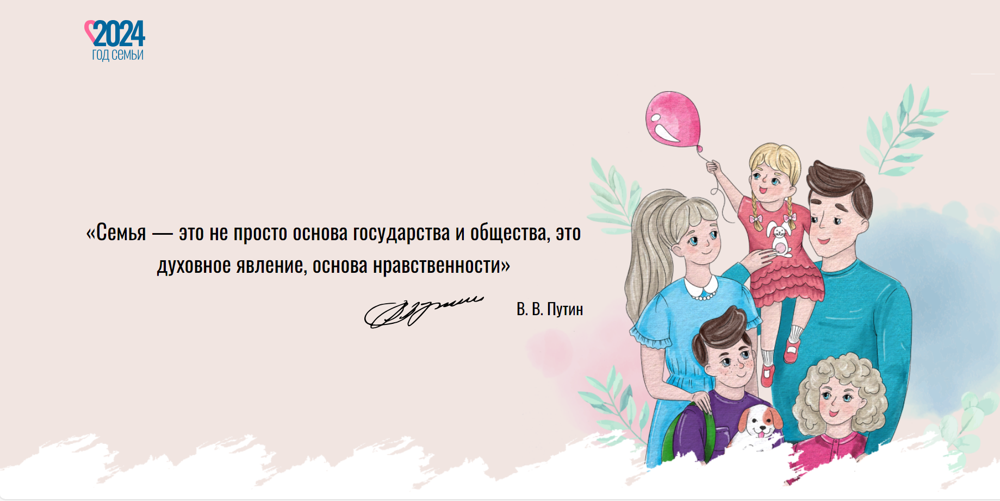 2024
ГОД СЕМЬИ
«Семья — это не просто основа государства и общества, это
духовное явление, основа нравственности»
В. В. Путин